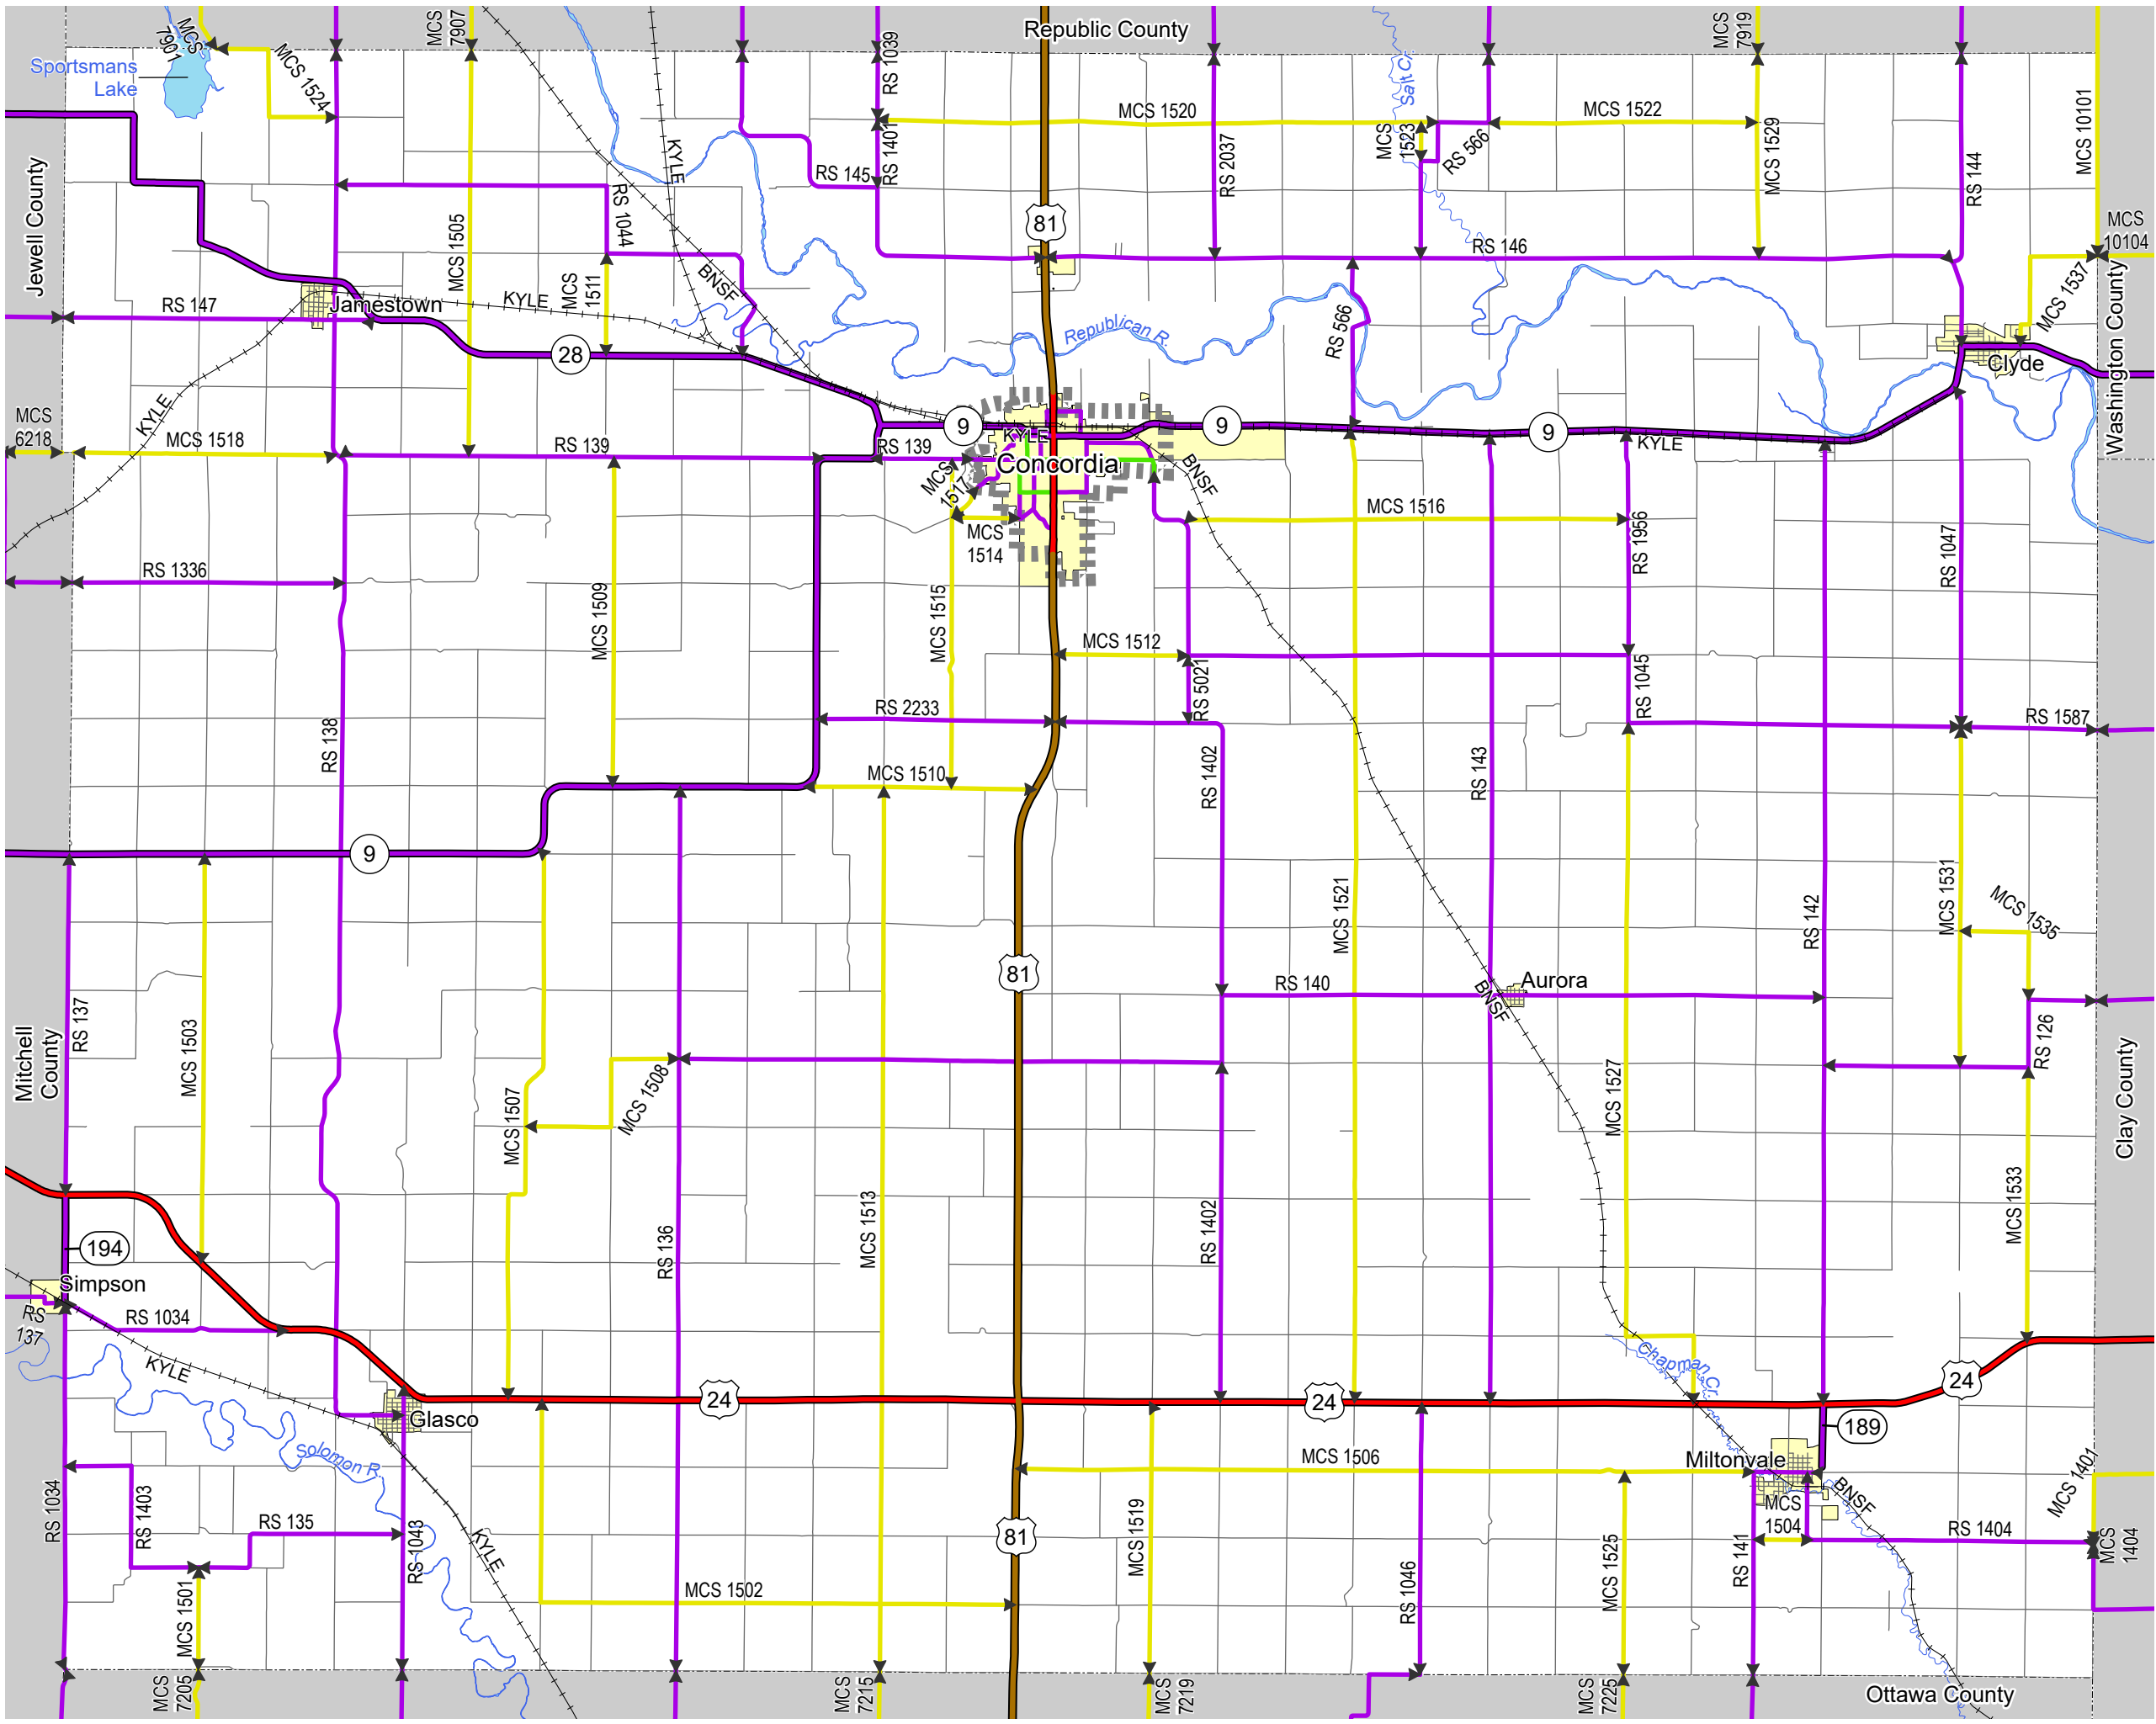 Republic County
MCS
7901
MCS
7907
MCS
7919
Sportsmans
Lake
MCS 1524
RS 1039
Salt Cr.
MCS 10101
MCS 1520
MCS 1522
KYLE
RS 1401
RS 2037
MCS
1523
RS 566
MCS 1529
RS 144
Jewell County
RS 145
RS 1044
MCS 1505
81
RS 146
MCS
10104
MCS
1511
BNSF
MCS 1537
Washington County
RS 147
Jamestown
KYLE
Republican R.
RS 566
28
Clyde
KYLE
MCS
6218
MCS 1518
RS 139
RS 139
9
KYLE
9
9
KYLE
Concordia
MCS
1517
BNSF
MCS 1516
MCS
1514
RS 1956
RS 1047
RS 1336
MCS 1509
MCS 1515
MCS 1512
RS 5021
RS 1045
RS 138
RS 2233
RS 1587
RS 1402
RS 143
MCS 1510
9
MCS 1521
RS 142
MCS 1531
MCS 1535
81
RS 140
Aurora
BNSF
RS 137
Mitchell
County
MCS 1503
RS 126
Clay County
MCS 1507
MCS 1508
MCS 1527
MCS 1533
194
RS 136
MCS 1513
RS 1402
Simpson
RS
137
RS 1034
KYLE
Chapman Cr.
24
24
24
Glasco
189
Solomon R.
MCS 1506
Miltonvale
MCS 1401
BNSF
RS 1034
RS 1403
RS 135
RS 1043
KYLE
81
MCS 1519
MCS
1504
RS 1404
MCS
1404
MCS 1501
MCS 1502
RS 1046
MCS 1525
RS 141
MCS
7205
MCS
7215
MCS
7219
MCS
7225
Ottawa County